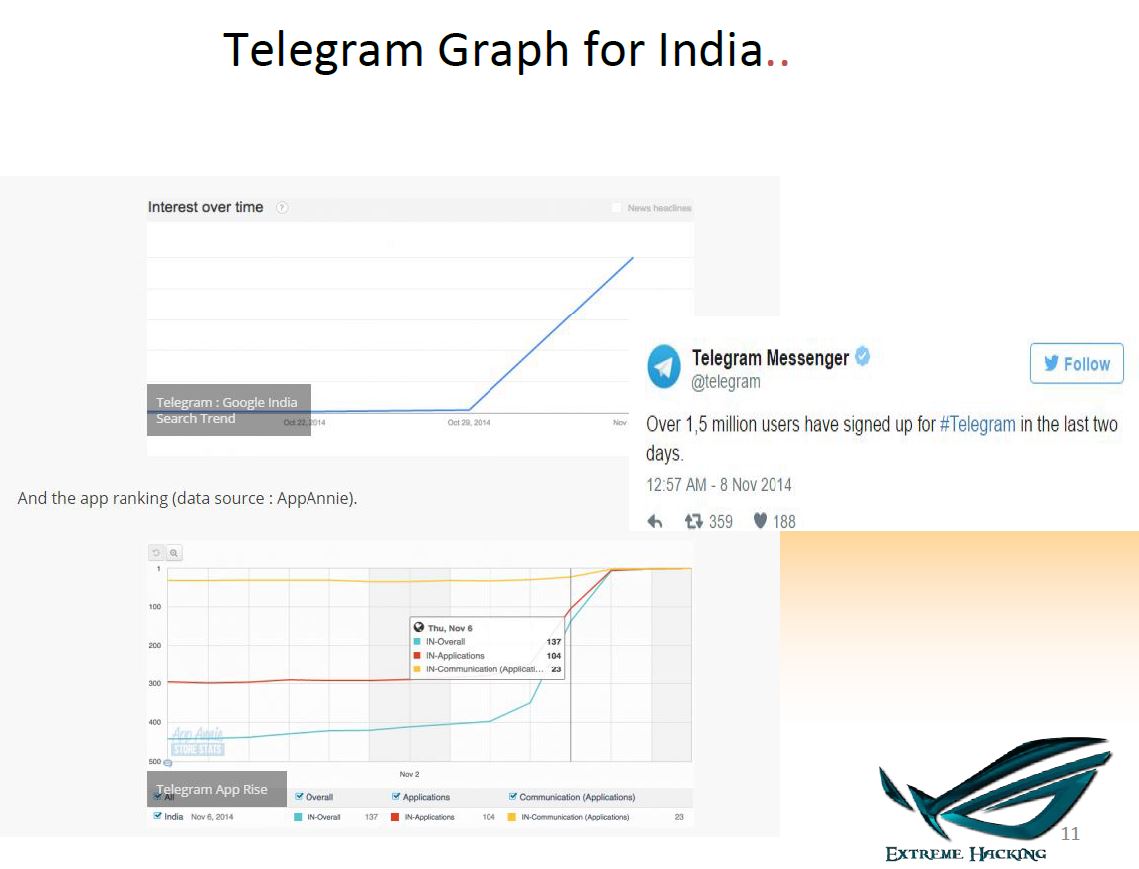 Telegram Graph for India..
Interest over time ?
News headlines
Telegram : Google India
Search Trend
Oct 22, 2014
Oct 29, 2014
Nov
Telegram Messenger
@telegram
Follow
Over 1,5 million users have signed up for #Telegram in the last two
days.
12:57 AM - 8 Nov 2014
359
188
And the app ranking (data source : AppAnnie).
1
100
200
300
400
500
Thu, Nov 6
IN-Overall 137
IN-Applications 104
IN-Communication (Applicati... 23
App Annie
STORE STATS
Nov 2
Telegram App Rise
All
Overall
Applications
Communication (Applications)
India Nov 6, 2014
IN-Overall 137
IN-Applications 104
IN-Communication (Applications) 23
EXTREME HACKING
11